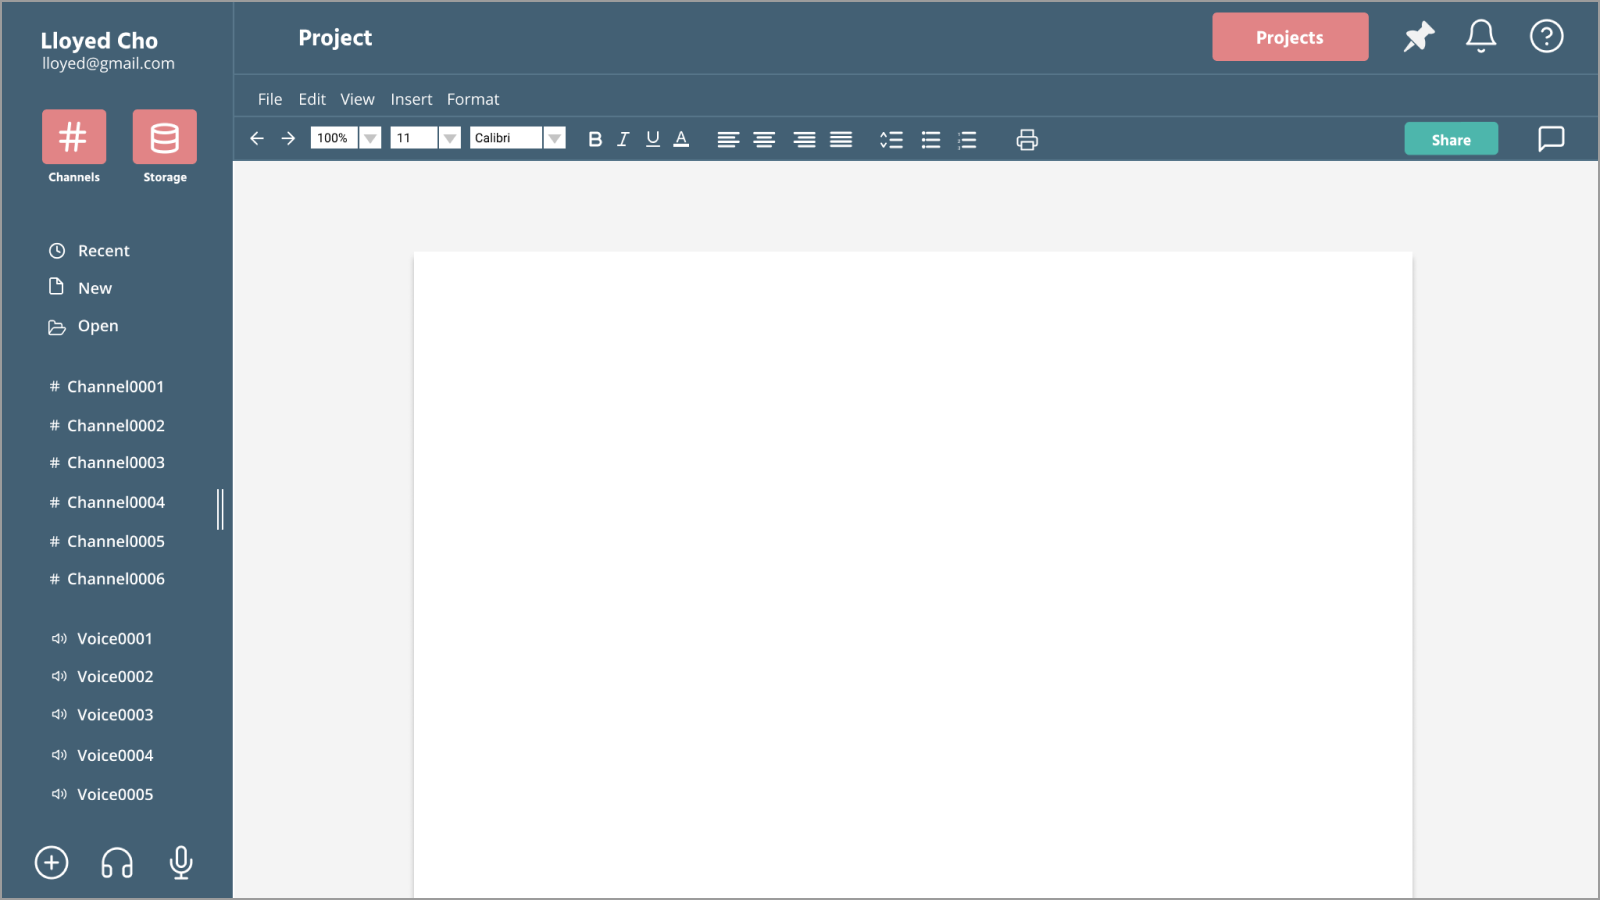 Lloyed Cho
lloyed@gmail.com
Project
Projects
File Edit View Insert Format
100% 11 Calibri B I U A
Share
Channels Storage
Recent
New
Open
# Channel0001
# Channel0002
# Channel0003
# Channel0004
# Channel0005
# Channel0006
Voice0001
Voice0002
Voice0003
Voice0004
Voice0005